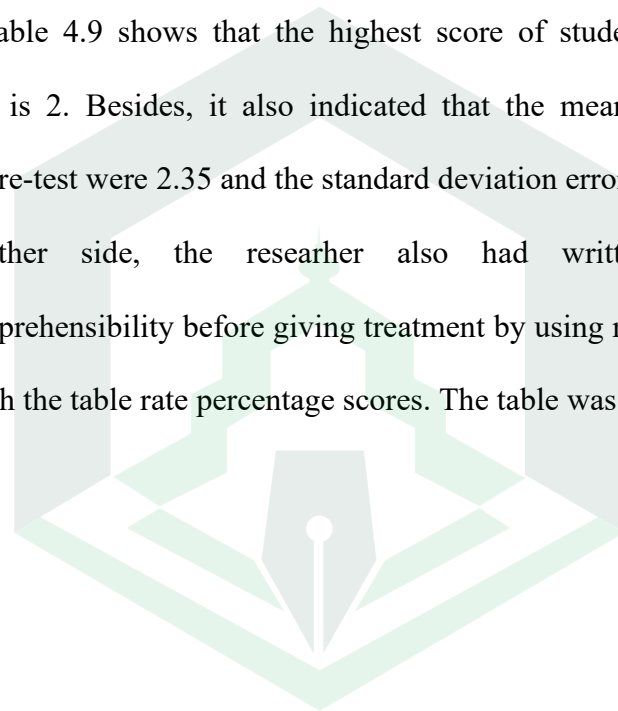 able 4.9 shows that the highest score of stude
is 2. Besides, it also indicated that the mea
re-test were 2.35 and the standard deviation erro
ther side, the researher also had writt
prehensibility before giving treatment by using
h the table rate percentage scores. The table was